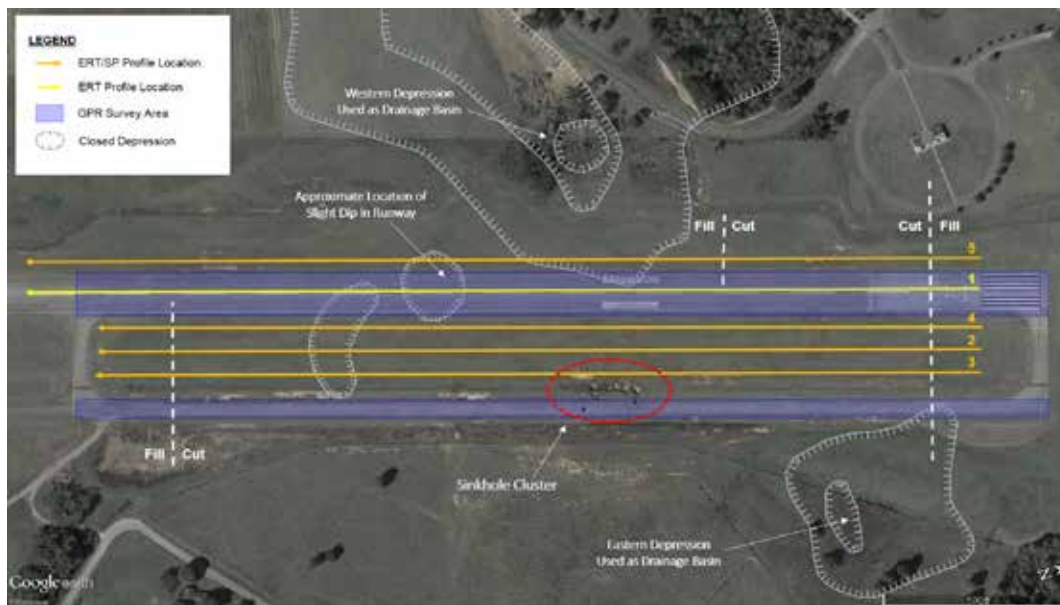 LEGEND
ERT/SP Profile Location
ERT Profile Location
GPR Survey Area
Closed Depression
Western Depression
Used as Drainage Basin
Approximate Location of
Slight Dip in Runway
Fill Cut
Cut Fill
5
1
4
2
3
Fill Cut
Sinkhole Cluster
Eastern Depression
Used as Drainage Basin
Google earth